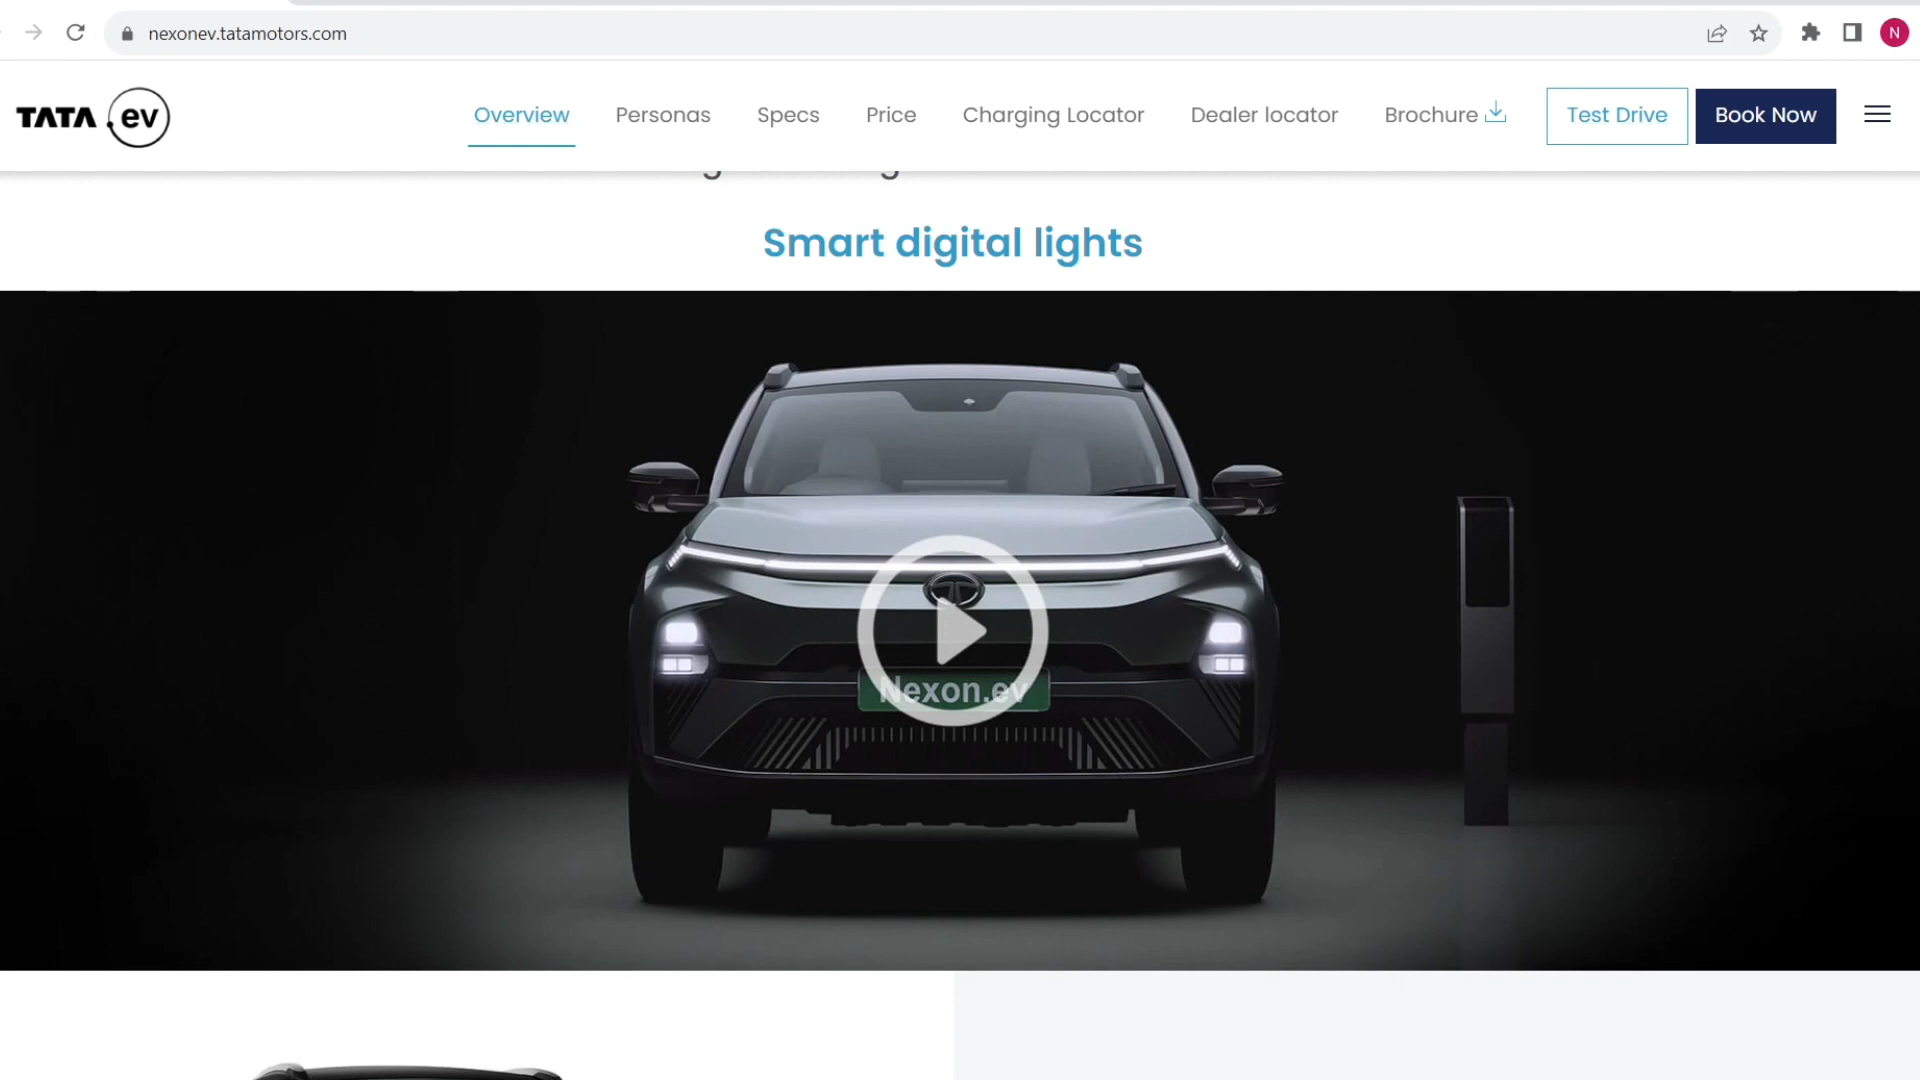 nexonev.tatamotors.com
N
TATA .ev
Overview
Personas
Specs
Price
Charging Locator
Dealer locator
Brochure
Test Drive
Book Now
Smart digital lights
Nexon.ev